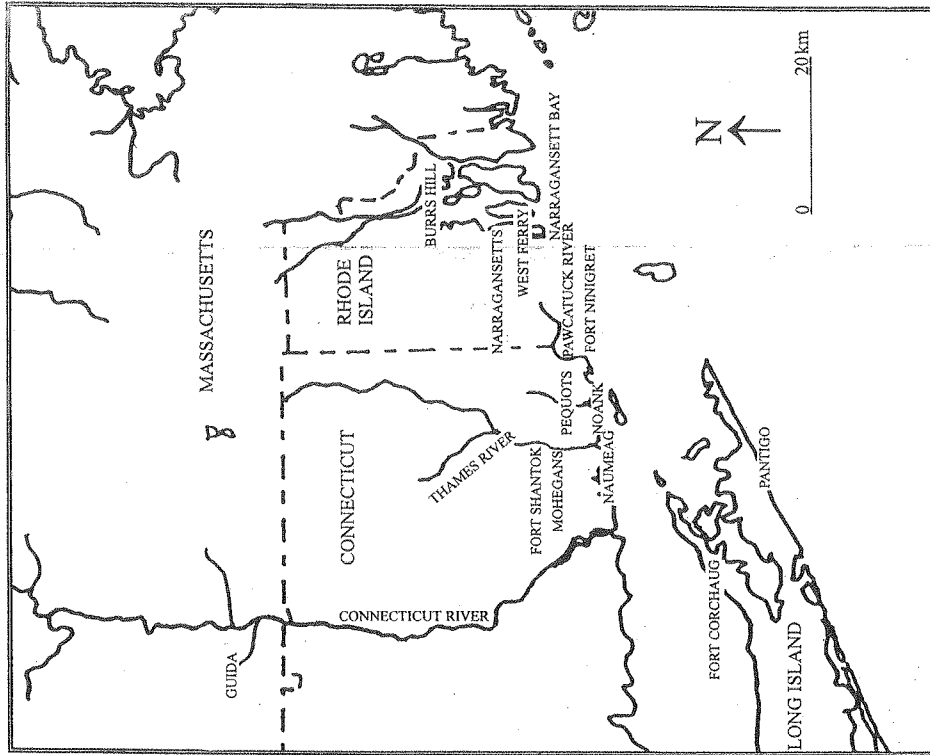 MASSACHUSETTS
RHODE
ISLAND
CONNECTICUT
BURRS HILL
NARRAGANSETTS
WEST FERRY
NARRAGANSETT BAY
PAWCATUCK RIVER
FORT NINIGRET
PEQUOTS
NOANK
THAMES RIVER
FORT SHANTOK
MOHEGANS
NAUMEAG
CONNECTICUT RIVER
GUIDA
FORT CORCHAUG
LONG ISLAND
PANTIGO
N
0
20 km